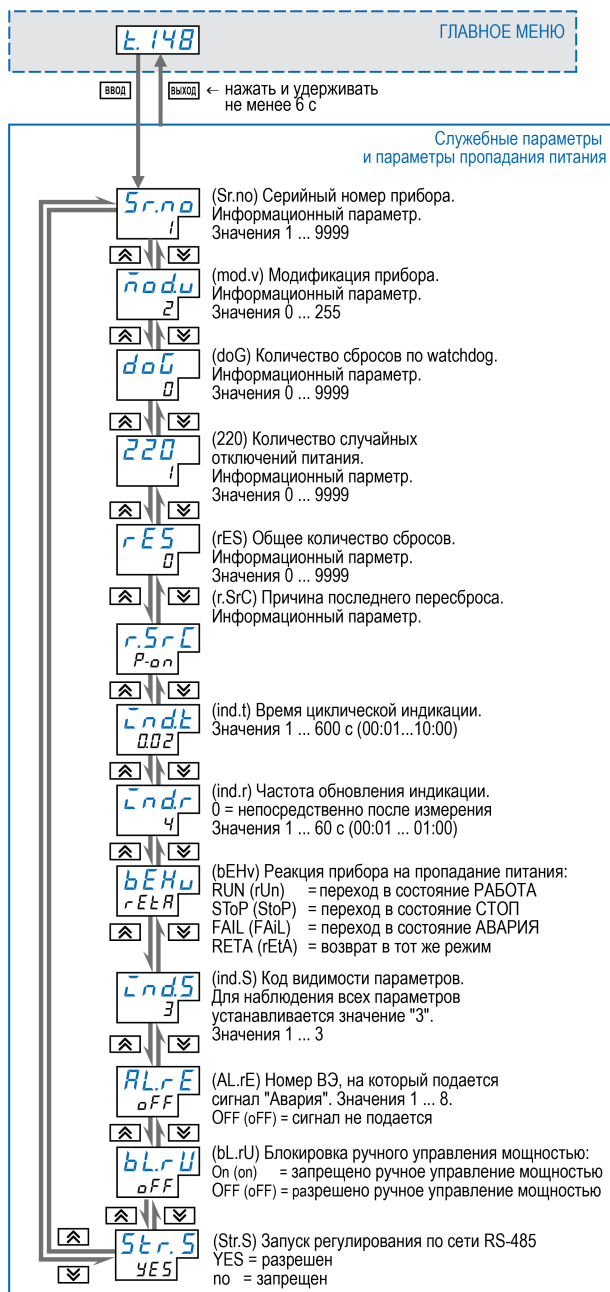 t.148
ГЛАВНОЕ МЕНЮ
ВВОД
ВЫХОД
← нажать и удерживать
не менее 6 с
Служебные параметры
и параметры пропадания питания
Sr.no
1
(Sr.no) Серийный номер прибора.
Информационный параметр.
Значения 1 ... 9999
mod.v
2
(mod.v) Модификация прибора.
Информационный параметр.
Значения 0 ... 255
doG
0
(doG) Количество сбросов по watchdog.
Информационный параметр.
Значения 0 ... 9999
220
1
(220) Количество случайных
отключений питания.
Информационный парметр.
Значения 0 ... 9999
rES
0
(rES) Общее количество сбросов.
Информационный парметр.
Значения 0 ... 9999
r.SrC
P-on
(r.SrC) Причина последнего пересброса.
Информационный параметр.
ind.t
0.02
(ind.t) Время циклической индикации.
Значения 1 ... 600 с (00:01...10:00)
ind.r
4
(ind.r) Частота обновления индикации.
0 = непосредственно после измерения
Значения 1 ... 60 с (00:01 ... 01:00)
bEHv
rEtA
(bEHv) Реакция прибора на пропадание питания:
RUN (rUn) = переход в состояние РАБОТА
SToP (StoP) = переход в состояние СТОП
FAIL (FAiL) = переход в состояние АВАРИЯ
RETA (rEtA) = возврат в тот же режим
ind.S
3
(ind.S) Код видимости параметров.
Для наблюдения всех параметров
устанавливается значение "3".
Значения 1 ... 3
AL.rE
oFF
(AL.rE) Номер ВЭ, на который подается
сигнал "Авария". Значения 1 ... 8.
OFF (oFF) = сигнал не подается
bL.rU
oFF
(bL.rU) Блокировка ручного управления мощностью:
On (on) = запрещено ручное управление мощностью
OFF (oFF) = разрешено ручное управление мощностью
Str.S
YES
(Str.S) Запуск регулирования по сети RS-485
YES = разрешен
no = запрещен